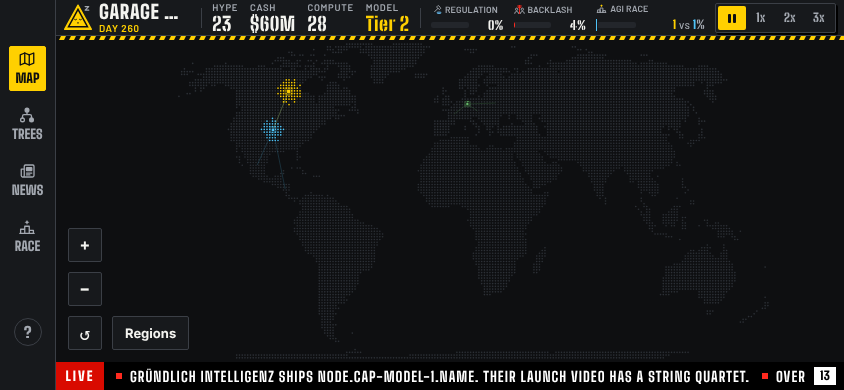 z
GARAGE ...
DAY 260
HYPE
23
CASH
$60M
COMPUTE
28
MODEL
Tier 2
REGULATION
0%
BACKLASH
4%
AGI RACE
1 vs 1%
1x
2x
3x
MAP
TREES
NEWS
RACE
?
+
−
↺
Regions
LIVE
GRÜNDLICH INTELLIGENZ SHIPS NODE.CAP-MODEL-1.NAME. THEIR LAUNCH VIDEO HAS A STRING QUARTET.
OVER
13